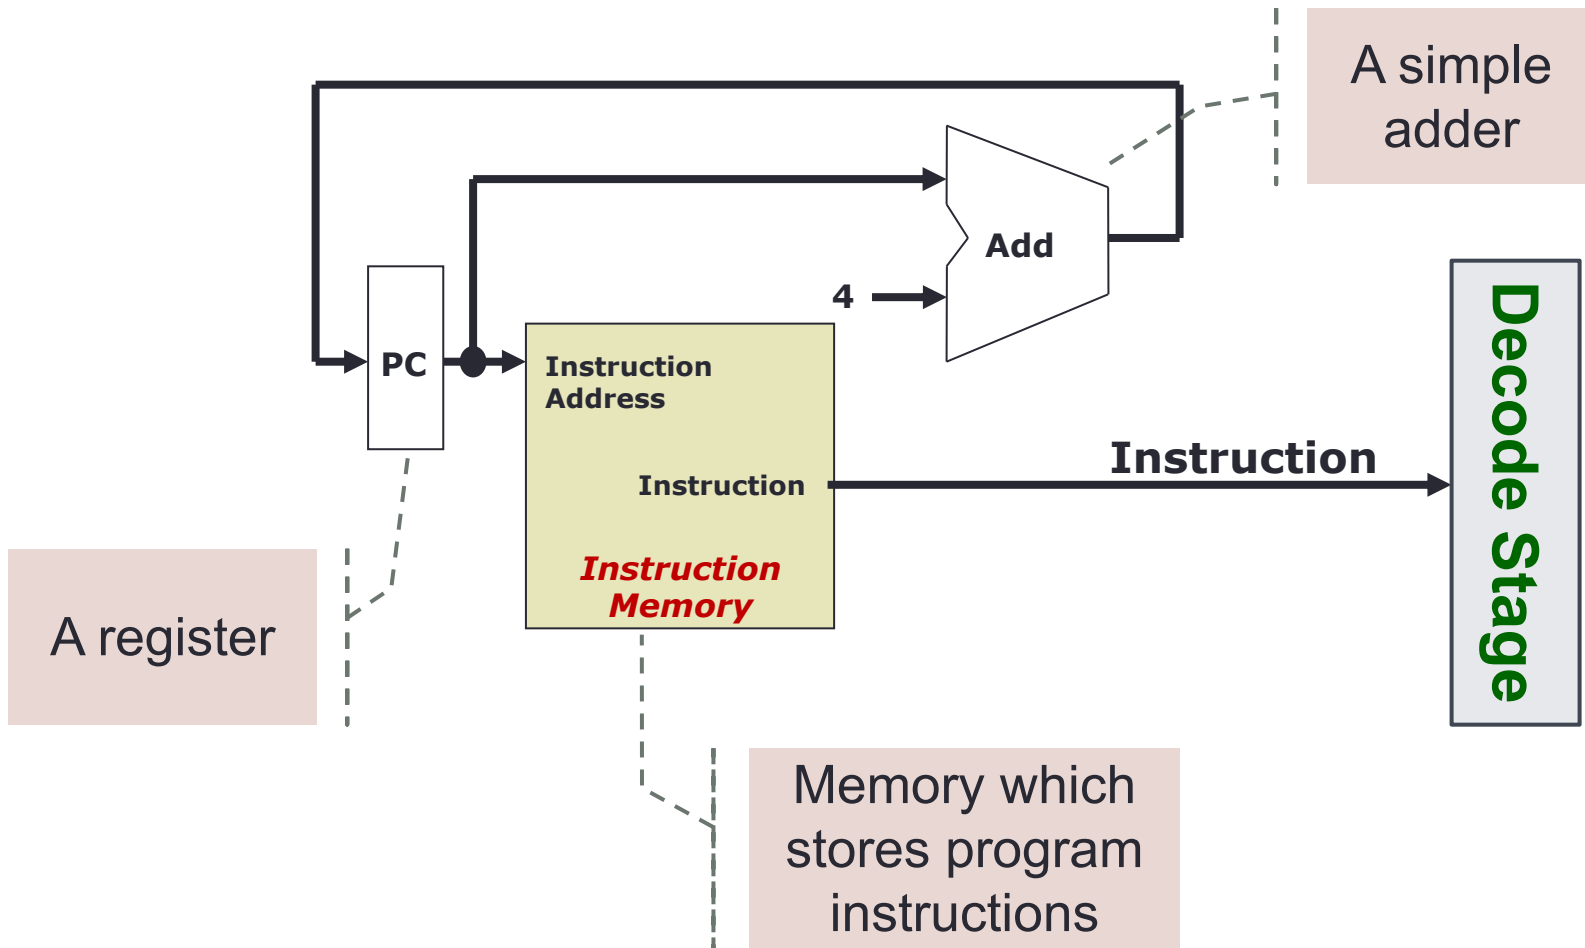 A simple
adder
Add
4
PC
Instruction
Address
Instruction
Instruction
Instruction
Memory
Decode Stage
A register
Memory which
stores program
instructions